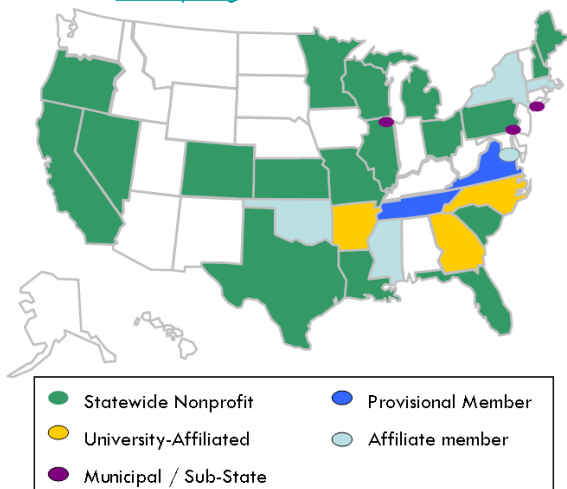 Statewide Nonprofit
Provisional Member
University-Affiliated
Affiliate member
Municipal / Sub-State